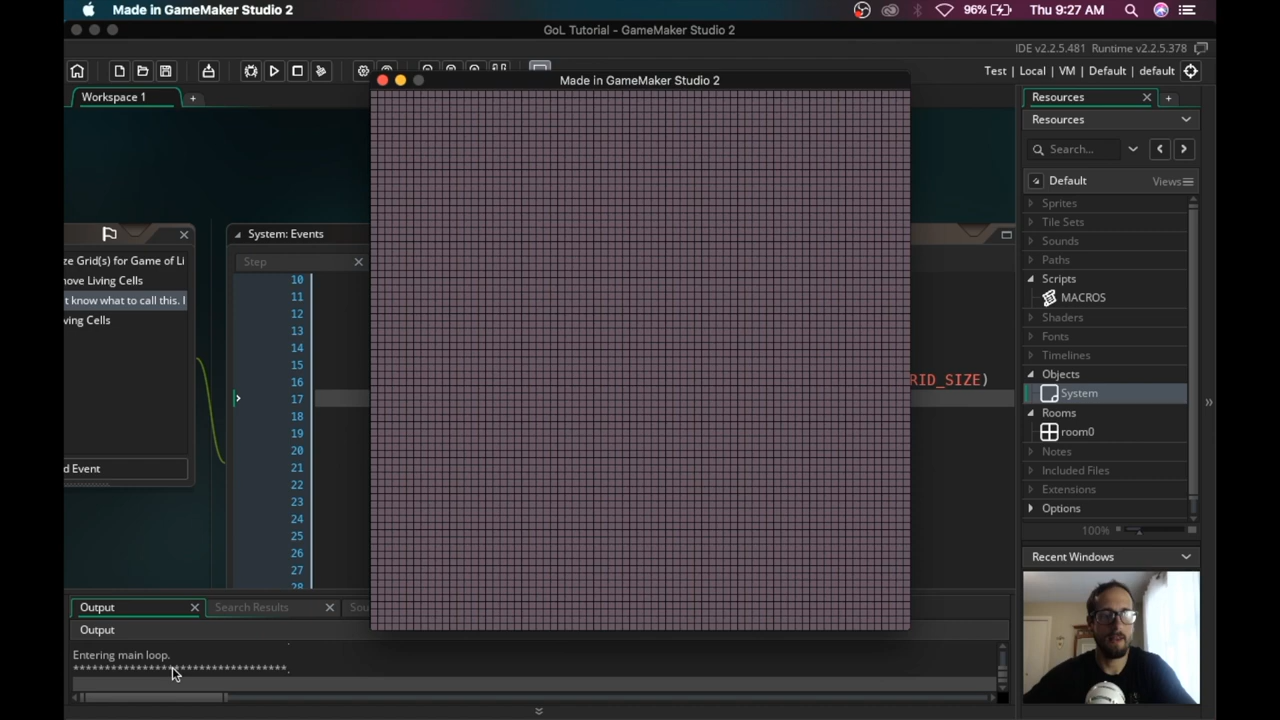 Made in GameMaker Studio 2
96%
Thu 9:27 AM
GoL Tutorial - GameMaker Studio 2
IDE v2.2.5.481 Runtime v2.2.5.378
Test | Local | VM | Default | default
Workspace 1
+
Made in GameMaker Studio 2
Resources
+
Resources
Search...
Default
Views
Sprites
Tile Sets
Sounds
Paths
Scripts
MACROS
Shaders
Fonts
Timelines
Objects
System
Rooms
room0
Notes
Included Files
Extensions
Options
100%
Recent Windows
ze Grid(s) for Game of Li
nove Living Cells
t know what to call this. I
ving Cells
d Event
System: Events
Step
10
11
12
13
14
15
16
RID_SIZE)
17
18
19
20
21
22
23
24
25
26
27
28
Output
Search Results
Sou
Output
Entering main loop.
**********************************.